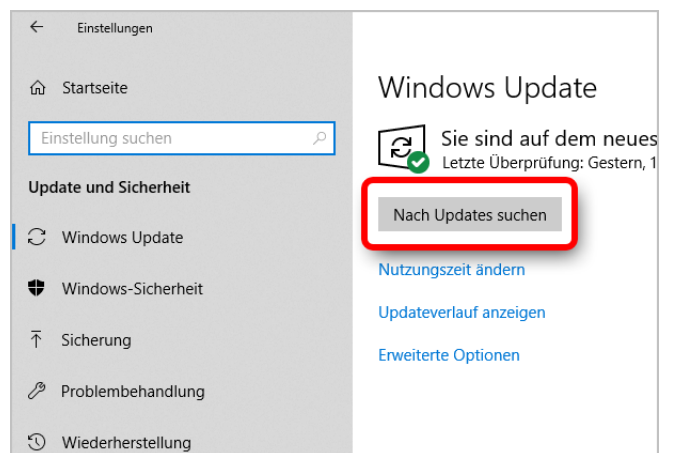 Einstellungen
Startseite
Einstellung suchen
Update und Sicherheit
Windows Update
Windows-Sicherheit
Sicherung
Problembehandlung
Wiederherstellung
Windows Update
Sie sind auf dem neues
Letzte Überprüfung: Gestern, 1
Nach Updates suchen
Nutzungszeit ändern
Updateverlauf anzeigen
Erweiterte Optionen